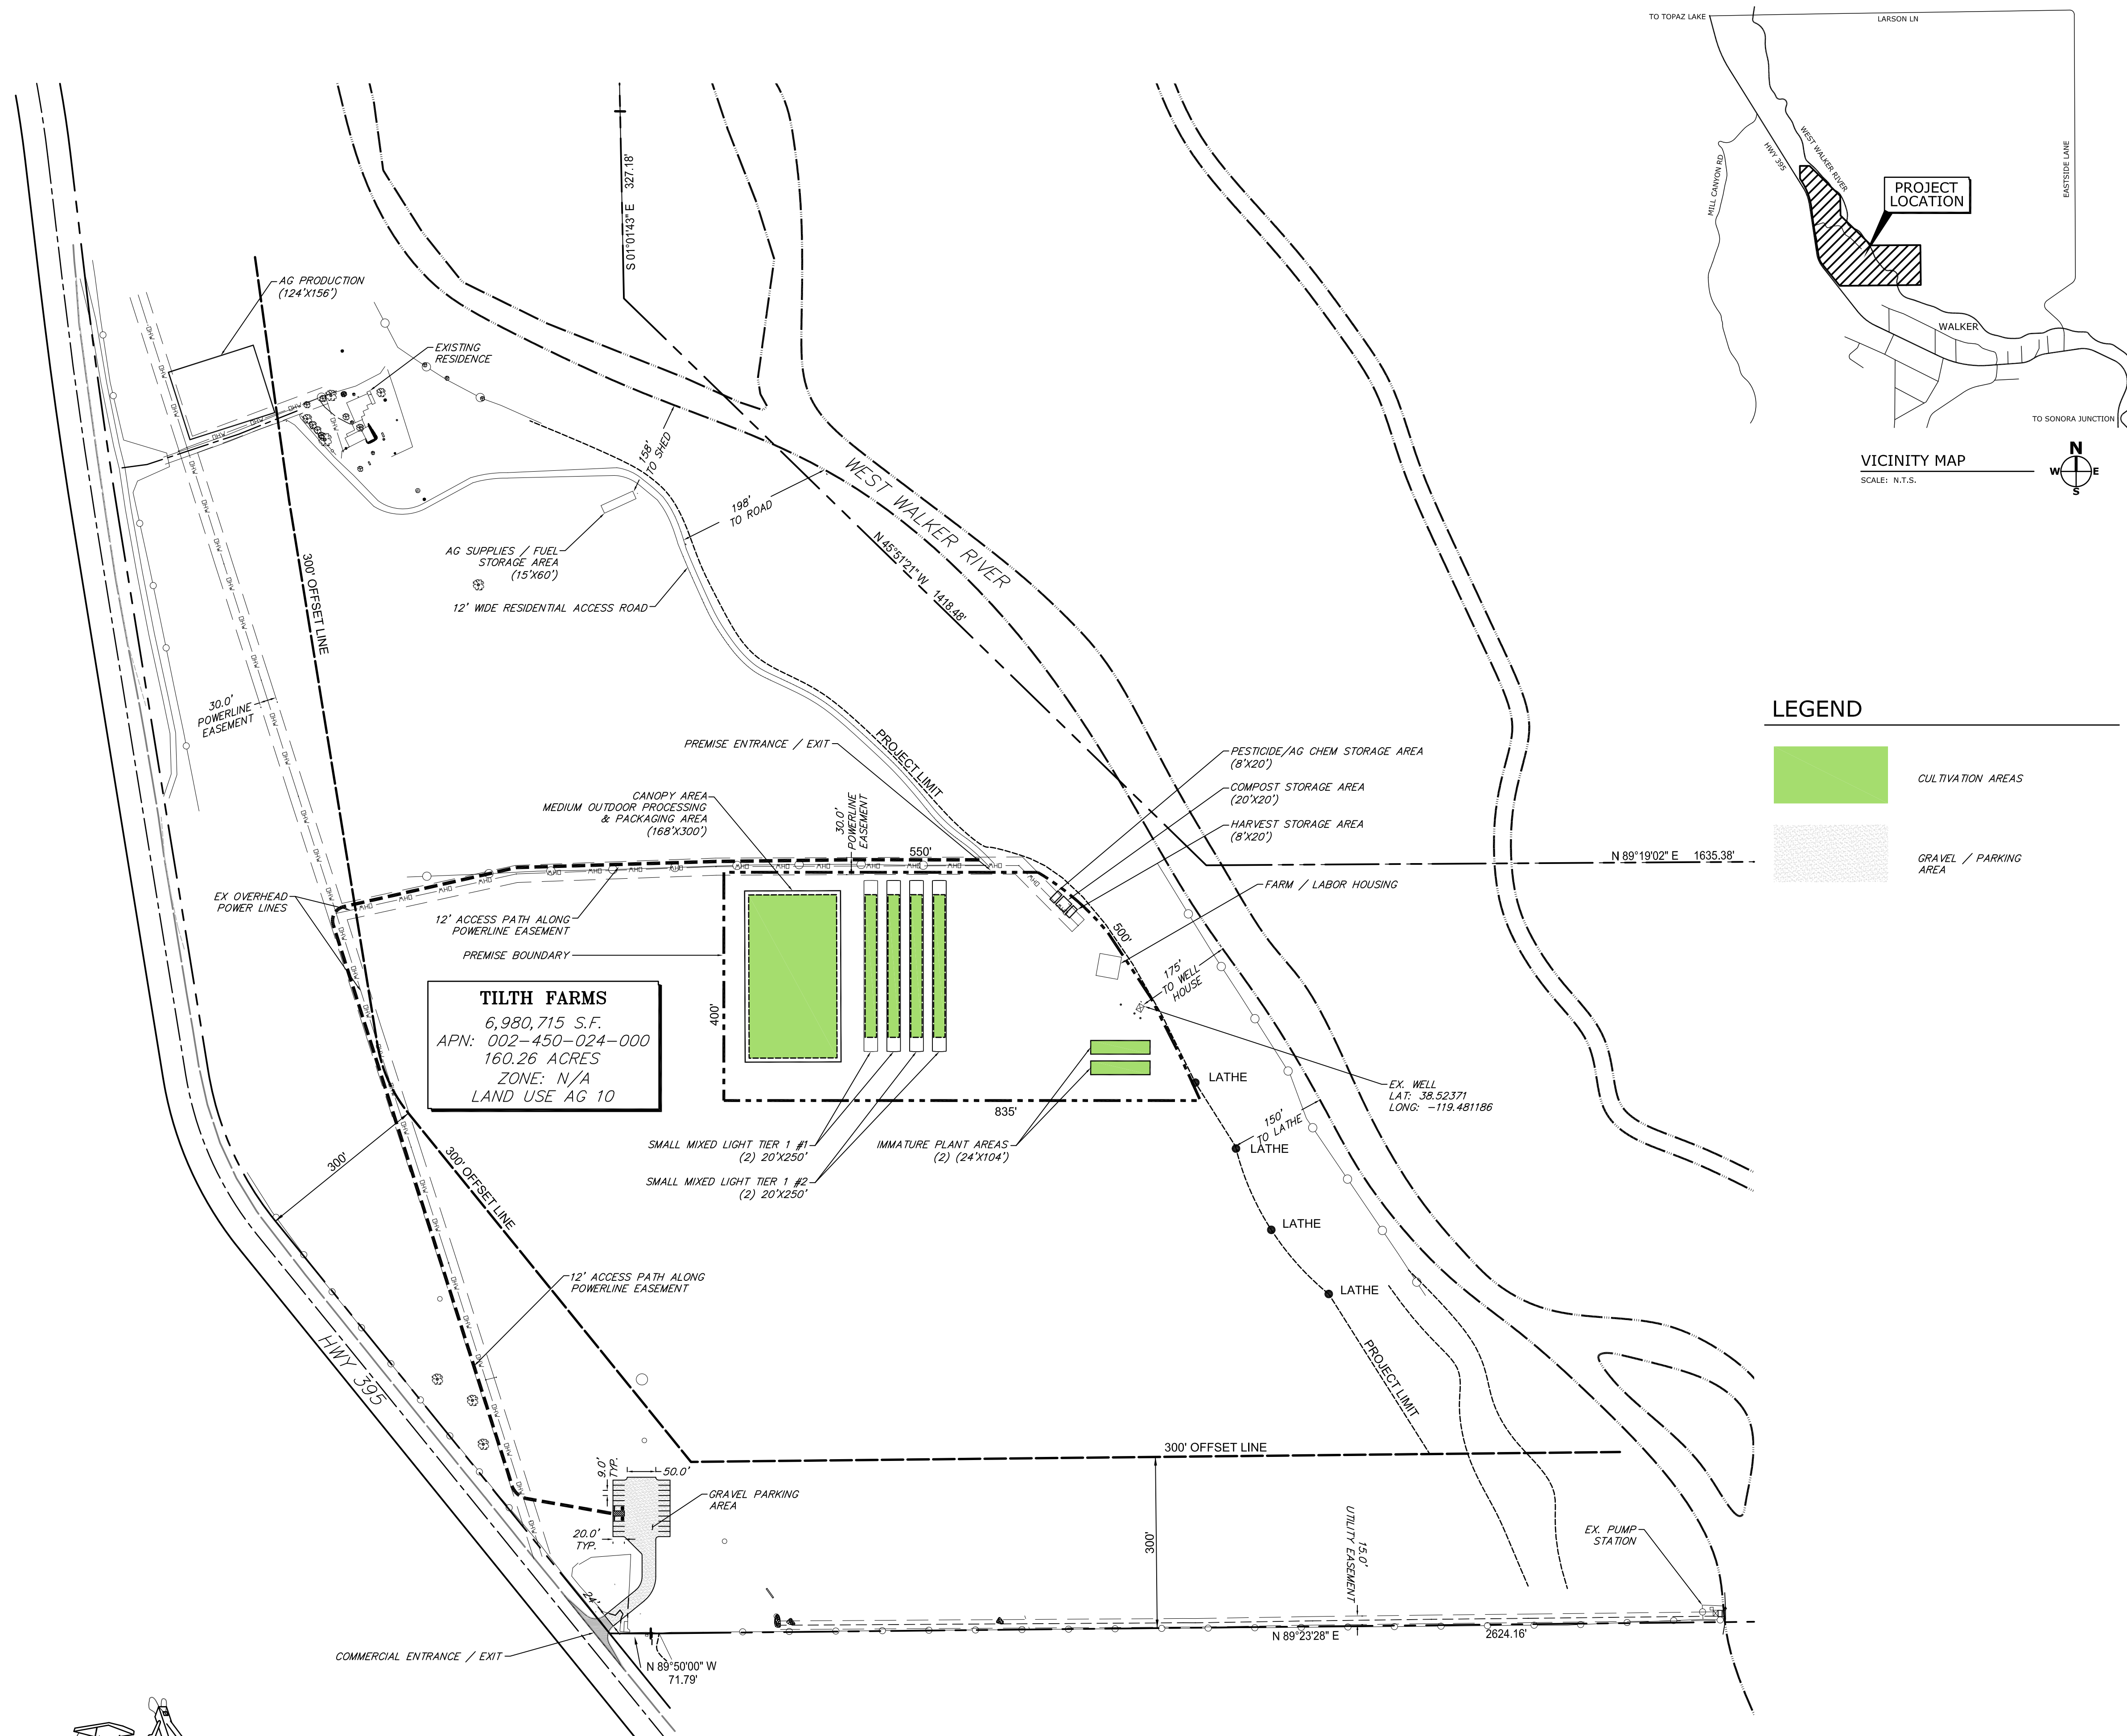 TO TOPAZ LAKE
LARSON LN
WEST WALKER RIVER
HWY 395
MILL CANYON RD
EASTSIDE LANE
PROJECT
LOCATION
WALKER
TO SONORA JUNCTION
VICINITY MAP
SCALE: N.T.S.
N
W
E
S
LEGEND
CULTIVATION AREAS
GRAVEL / PARKING
AREA
S 01°01'43" E 327.18'
AG PRODUCTION
(124'X156')
EXISTING
RESIDENCE
158'
TO SHED
198'
TO ROAD
WEST WALKER RIVER
N 45°51'21" W 1418.48'
AG SUPPLIES / FUEL
STORAGE AREA
(15'X60')
12' WIDE RESIDENTIAL ACCESS ROAD
300' OFFSET LINE
30.0'
POWERLINE
EASEMENT
PREMISE ENTRANCE / EXIT
PROJECT LIMIT
PESTICIDE/AG CHEM STORAGE AREA
(8'X20')
COMPOST STORAGE AREA
(20'X20')
HARVEST STORAGE AREA
(8'X20')
CANOPY AREA
MEDIUM OUTDOOR PROCESSING
& PACKAGING AREA
(168'X300')
30.0'
POWERLINE
EASEMENT
550'
N 89°19'02" E 1635.38'
FARM / LABOR HOUSING
EX OVERHEAD
POWER LINES
12' ACCESS PATH ALONG
POWERLINE EASEMENT
PREMISE BOUNDARY
500'
175'
TO WELL
HOUSE
TILTH FARMS
6,980,715 S.F.
APN: 002-450-024-000
160.26 ACRES
ZONE: N/A
LAND USE AG 10
400'
835'
LATHE
EX. WELL
LAT: 38.52371
LONG: -119.481186
150'
TO LATHE
LATHE
SMALL MIXED LIGHT TIER 1 #1
(2) 20'X250'
IMMATURE PLANT AREAS
(2) (24'X104')
SMALL MIXED LIGHT TIER 1 #2
(2) 20'X250'
300'
300' OFFSET LINE
LATHE
LATHE
12' ACCESS PATH ALONG
POWERLINE EASEMENT
HWY 395
PROJECT LIMIT
300' OFFSET LINE
9.0'
TYP.
50.0'
GRAVEL PARKING
AREA
20.0'
TYP.
24'
300'
15.0'
UTILITY EASEMENT
EX. PUMP
STATION
COMMERCIAL ENTRANCE / EXIT
N 89°50'00" W
71.79'
N 89°23'28" E
2624.16'